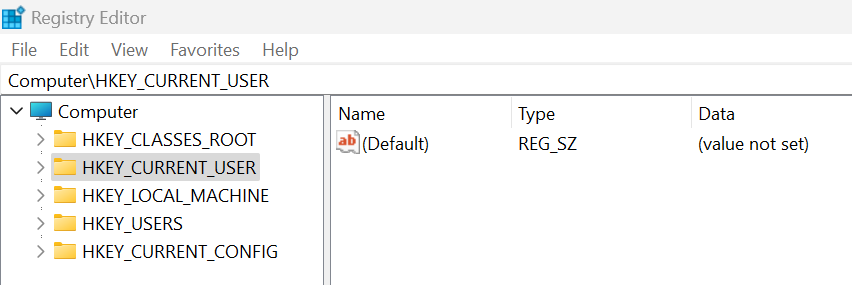 Registry Editor
File Edit View Favorites Help
Computer\HKEY_CURRENT_USER
Computer
HKEY_CLASSES_ROOT
HKEY_CURRENT_USER
HKEY_LOCAL_MACHINE
HKEY_USERS
HKEY_CURRENT_CONFIG
Name Type Data
ab (Default) REG_SZ (value not set)